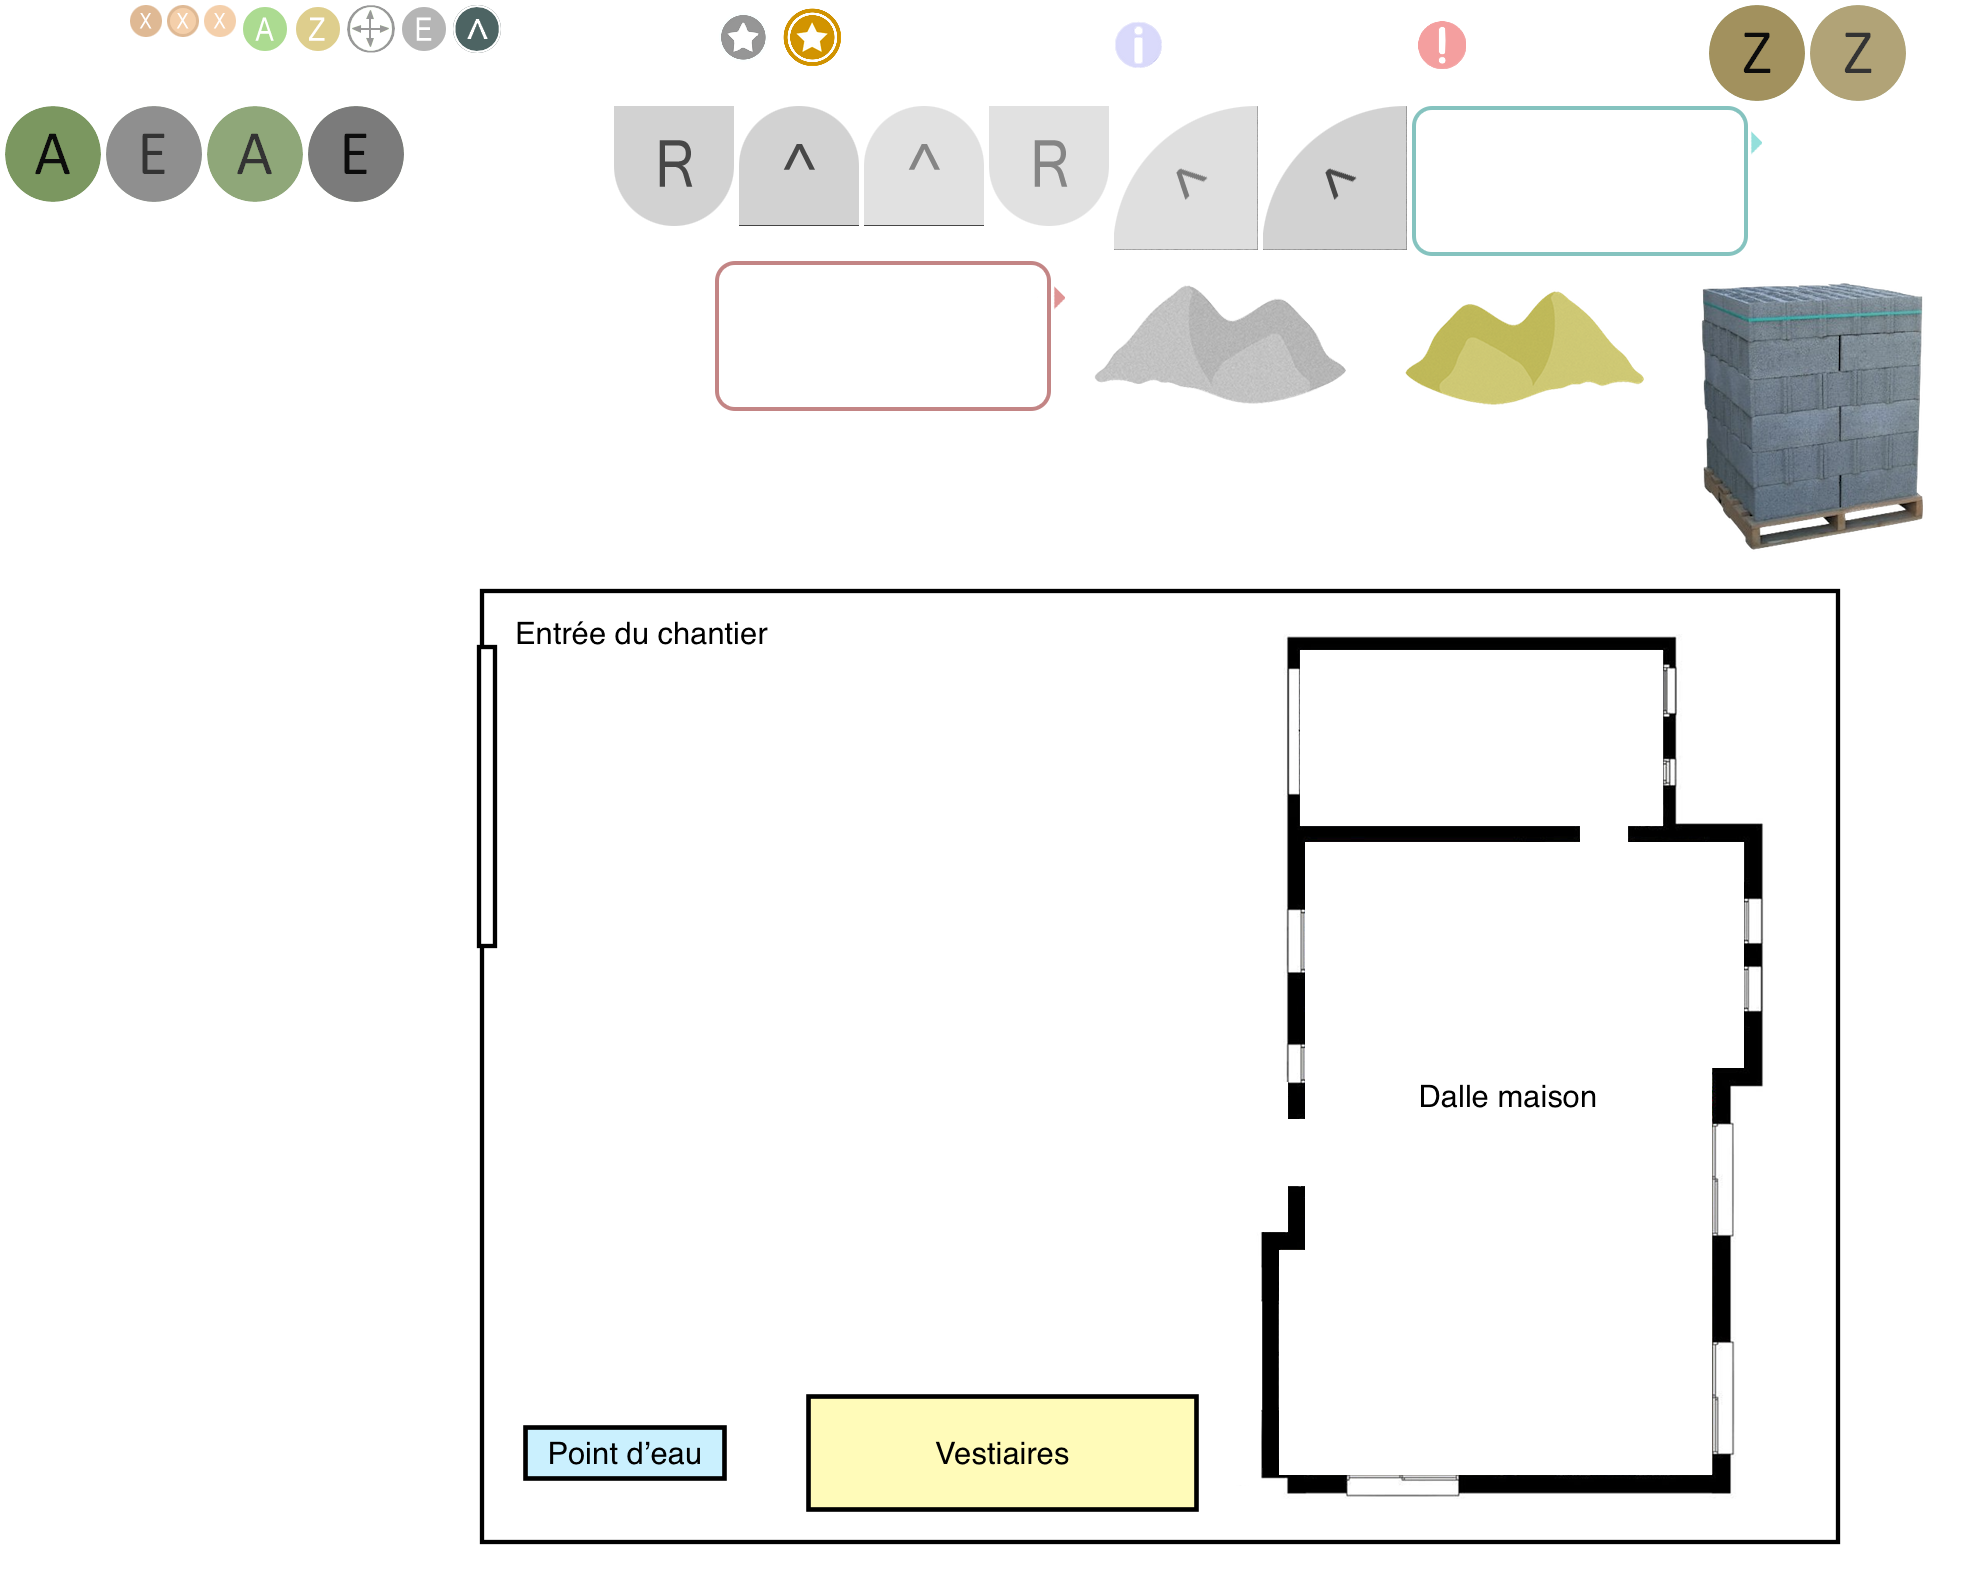 X X X A Z E ^
i ! Z Z
A E A E R ^ ^ R ^ ^
Entrée du chantier
Dalle maison
Point d’eau
Vestiaires